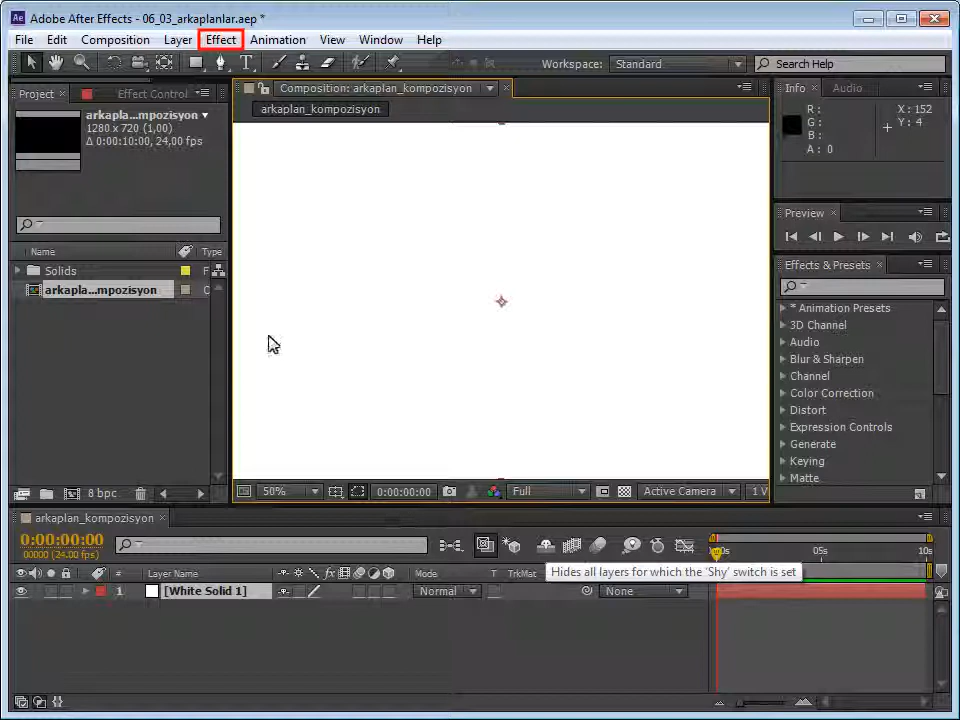 Ae Adobe After Effects - 06_03_arkaplanlar.aep *
File Edit Composition Layer Effect Animation View Window Help
Workspace: Standard Search Help
Project Effect Control
arkapla...mpozisyon
1280 x 720 (1,00)
Δ 0:00:10:00, 24,00 fps)
Name Type
Solids F
arkapla...mpozisyon C
8 bpc
Composition: arkaplan_kompozisyon
arkaplan_kompozisyon
50% 0:00:00:00 Full Active Camera 1 V
Info Audio
R : X : 152
G : Y : 4
B :
A : 0
Preview
Effects & Presets
* Animation Presets
3D Channel
Audio
Blur & Sharpen
Channel
Color Correction
Distort
Expression Controls
Generate
Keying
Matte
arkaplan_kompozisyon
0:00:00:00
00000 (24.00 fps)
05s 10s
# Layer Name fx Mode T TrkMat
Hides all layers for which the 'Shy' switch is set
1 [White Solid 1] Normal None